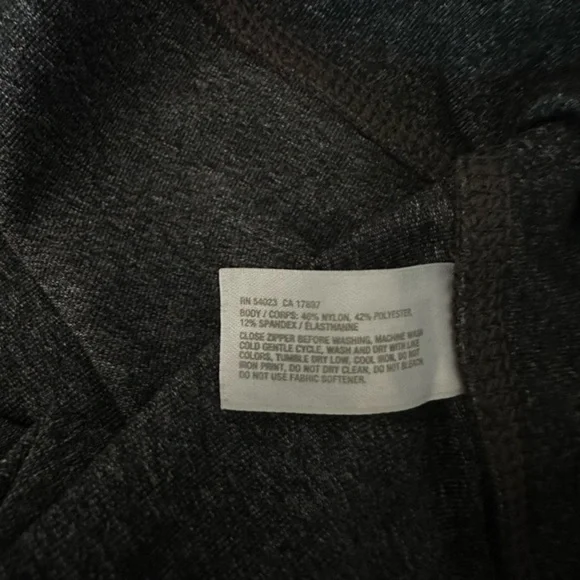 RN 54023 CA 17897
BODY / CORPS: 46% NYLON, 42% POLYESTER,
12% SPANDEX / ÉLASTHANNE
CLOSE ZIPPER BEFORE WASHING, MACHINE WASH
COLD GENTLE CYCLE, WASH AND DRY WITH LIKE
COLORS, TUMBLE DRY LOW, COOL IRON, DO NOT
IRON PRINT, DO NOT DRY CLEAN, DO NOT BLEACH.
DO NOT USE FABRIC SOFTENER.